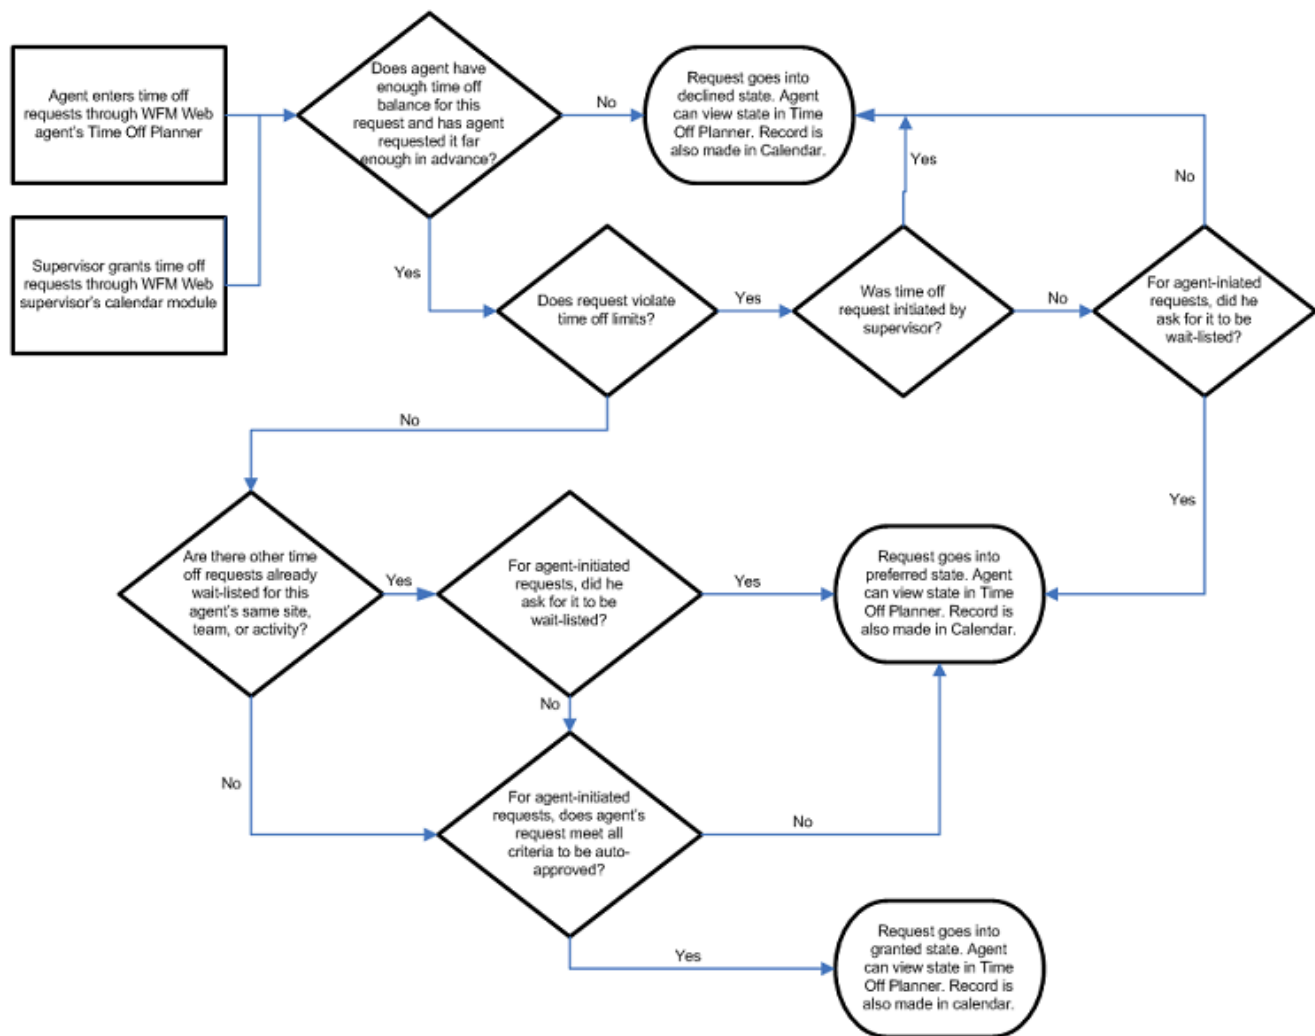 Agent enters time off
requests through WFM Web
agent's Time Off Planner
Does agent have
enough time off
balance for this
request and has agent
requested it far
enough in advance?
No
Request goes into
declined state. Agent
can view state in Time
Off Planner. Record is
also made in Calendar.
Yes
No
Supervisor grants time off
requests through WFM Web
supervisor's calendar module
Yes
Does request violate
time off limits?
Yes
Was time off
request initiated by
supervisor?
No
For agent-iniated
requests, did he
ask for it to be
wait-listed?
No
Yes
Are there other time
off requests already
wait-listed for this
agent's same site,
team, or activity?
Yes
For agent-initiated
requests, did he
ask for it to be
wait-listed?
Yes
Request goes into
preferred state. Agent
can view state in Time
Off Planner. Record is
also made in Calendar.
No
No
For agent-initiated
requests, does agent's
request meet all
criteria to be auto-
approved?
No
Yes
Request goes into
granted state. Agent
can view state in Time
Off Planner. Record is
also made in calendar.